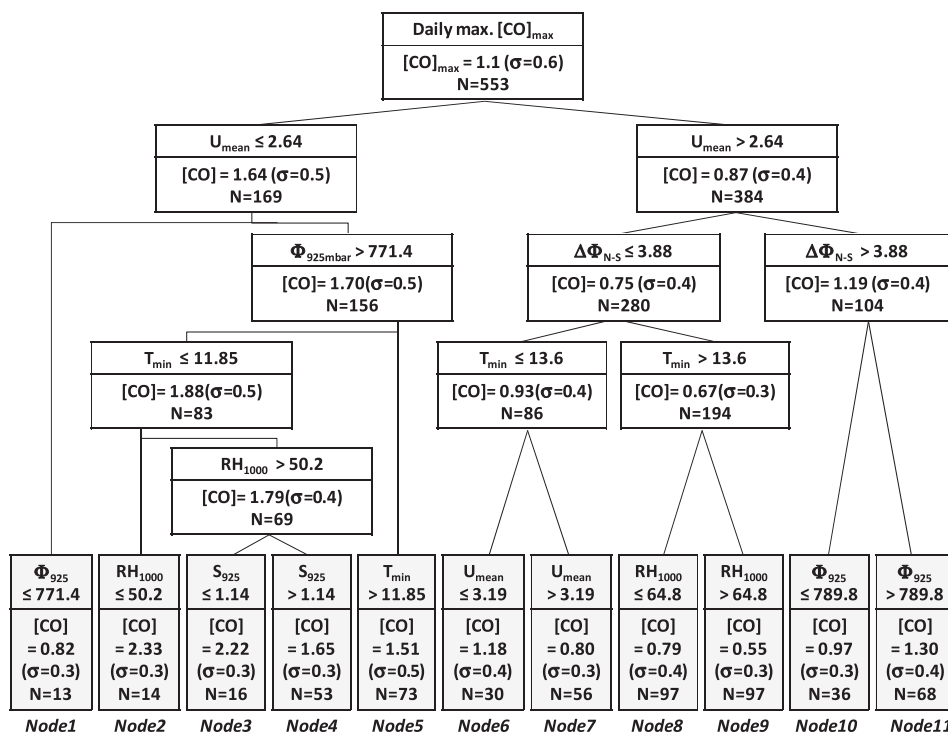 Daily max. [CO]max
[CO]max = 1.1 (σ=0.6)
N=553
Umean ≤ 2.64
[CO] = 1.64 (σ=0.5)
N=169
Umean > 2.64
[CO] = 0.87 (σ=0.4)
N=384
Φ925mbar > 771.4
[CO]= 1.70(σ=0.5)
N=156
ΔΦN-S ≤ 3.88
[CO]= 0.75 (σ=0.4)
N=280
ΔΦN-S > 3.88
[CO]= 1.19 (σ=0.4)
N=104
Tmin ≤ 11.85
[CO]= 1.88(σ=0.5)
N=83
Tmin ≤ 13.6
[CO]= 0.93(σ=0.4)
N=86
Tmin > 13.6
[CO]= 0.67(σ=0.3)
N=194
RH1000 > 50.2
[CO]= 1.79(σ=0.4)
N=69
Φ925
≤ 771.4
[CO]
= 0.82
(σ=0.3)
N=13
Node1
RH1000
≤ 50.2
[CO]
= 2.33
(σ=0.3)
N=14
Node2
S925
≤ 1.14
[CO]
= 2.22
(σ=0.3)
N=16
Node3
S925
> 1.14
[CO]
= 1.65
(σ=0.3)
N=53
Node4
Tmin
> 11.85
[CO]
= 1.51
(σ=0.5)
N=73
Node5
Umean
≤ 3.19
[CO]
= 1.18
(σ=0.4)
N=30
Node6
Umean
> 3.19
[CO]
= 0.80
(σ=0.3)
N=56
Node7
RH1000
≤ 64.8
[CO]
= 0.79
(σ=0.4)
N=97
Node8
RH1000
> 64.8
[CO]
= 0.55
(σ=0.3)
N=97
Node9
Φ925
≤ 789.8
[CO]
= 0.97
(σ=0.3)
N=36
Node10
Φ925
> 789.8
[CO]
= 1.30
(σ=0.4)
N=68
Node11